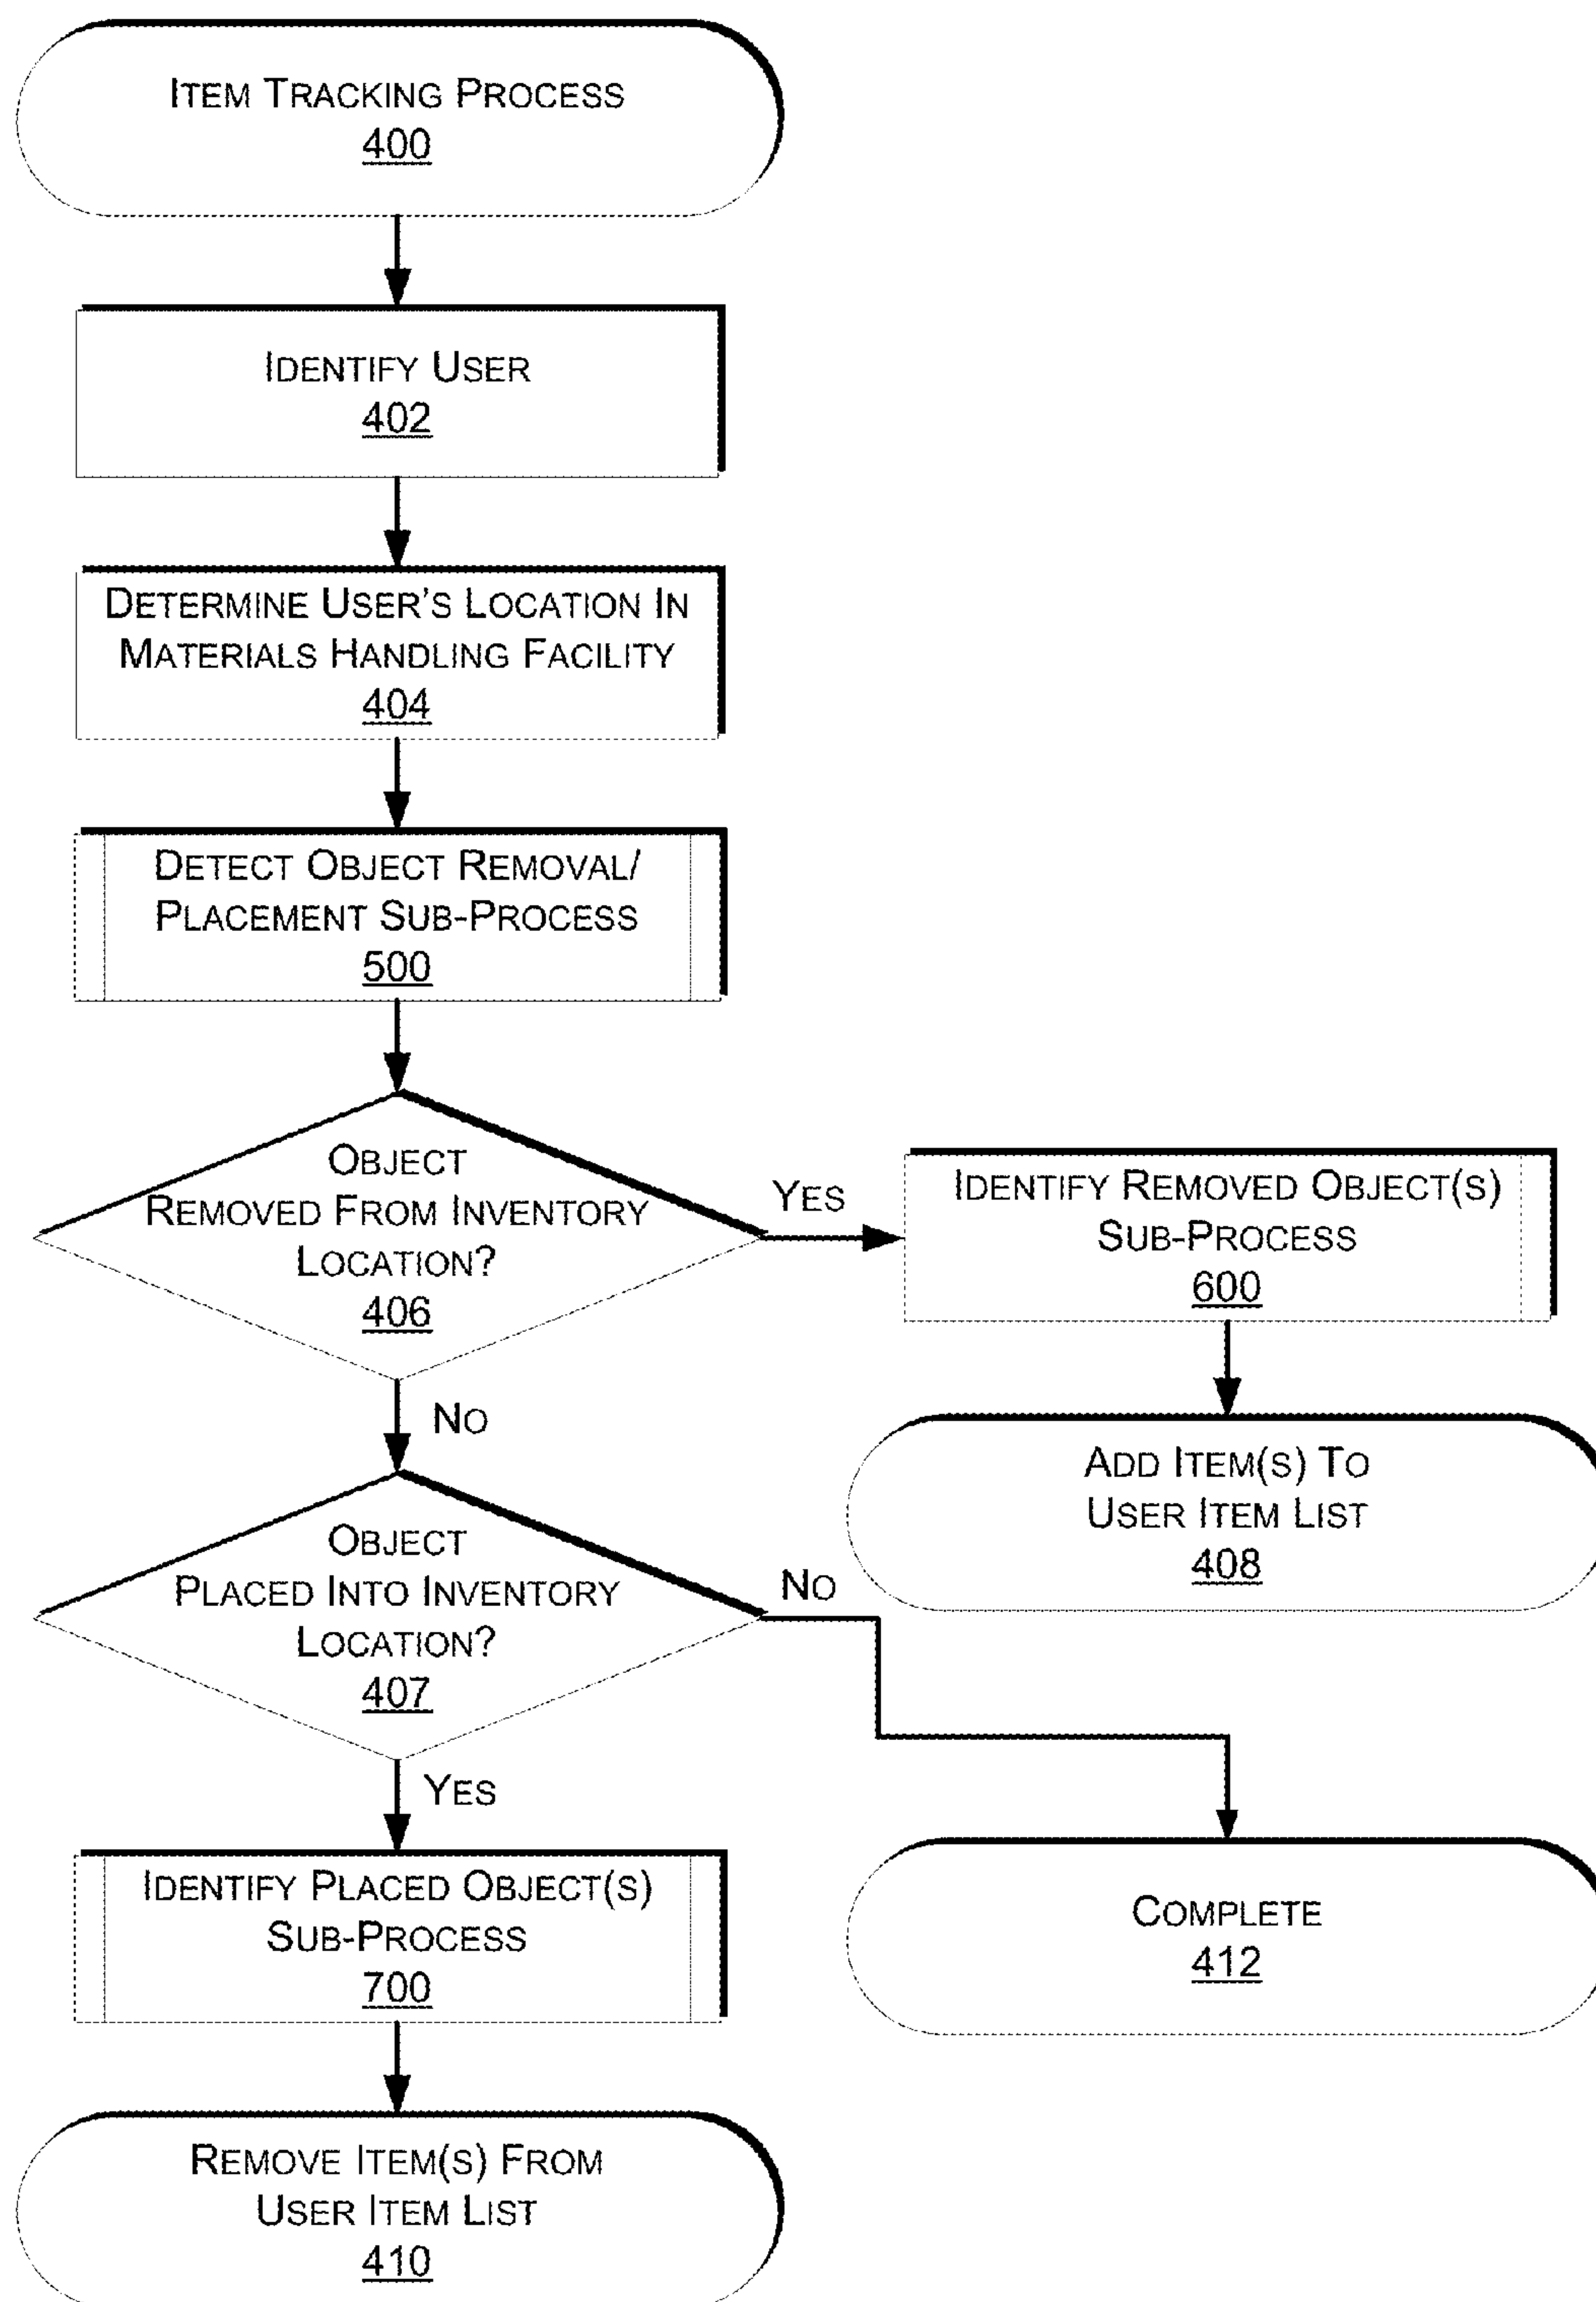 ITEM TRACKING PROCESS
400
IDENTIFY USER
402
DETERMINE USER'S LOCATION IN
MATERIALS HANDLING FACILITY
404
DETECT OBJECT REMOVAL/
PLACEMENT SUB-PROCESS
500
OBJECT
REMOVED FROM INVENTORY
LOCATION?
406
YES
IDENTIFY REMOVED OBJECT(S)
SUB-PROCESS
600
NO
ADD ITEM(S) TO
USER ITEM LIST
408
OBJECT
PLACED INTO INVENTORY
LOCATION?
407
NO
YES
IDENTIFY PLACED OBJECT(S)
SUB-PROCESS
700
COMPLETE
412
REMOVE ITEM(S) FROM
USER ITEM LIST
410